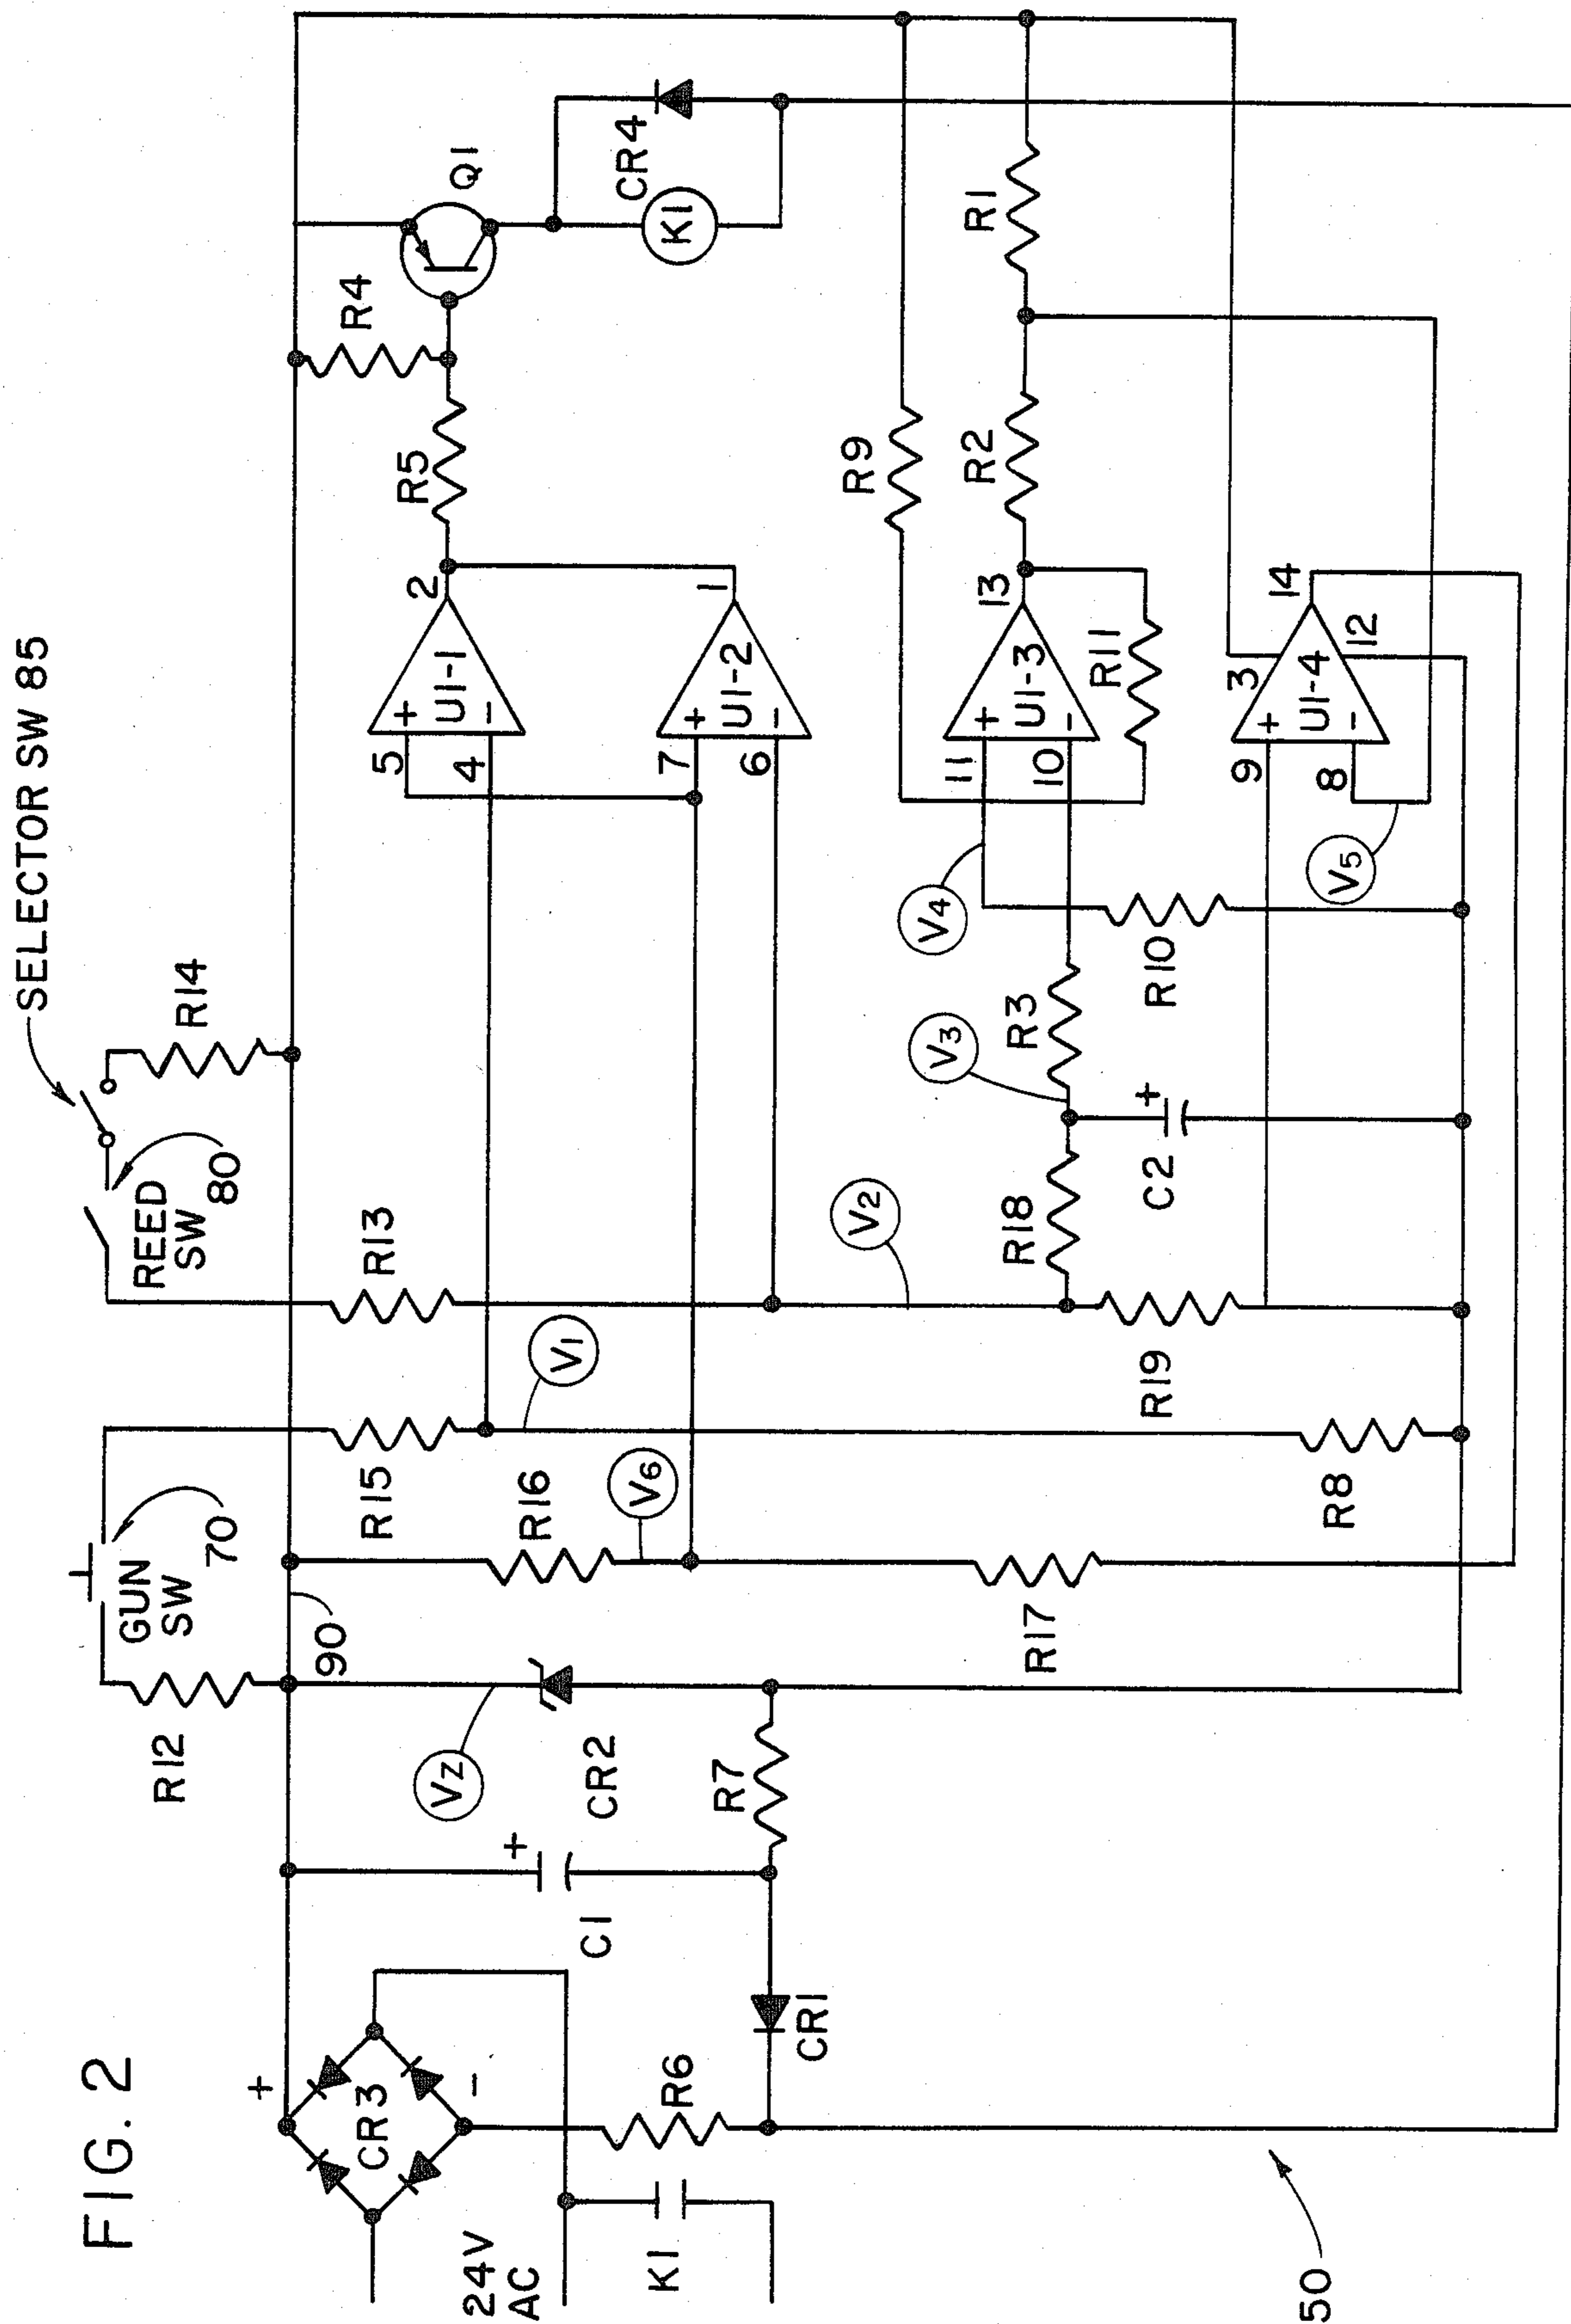 FIG. 2
SELECTOR SW 85
R14
REED
SW
80
GUN
SW
70
R12
90
R13
R15
R16
V1
V2
V6
VZ
R4
R5
Q1
CR4
K1
5
+
U1-1
-
4
2
7
+
U1-2
-
6
1
R9
R1
R2
11
+
U1-3
-
10
13
R11
9
+
U1-4
-
8
3
14
12
V4
V3
V5
R3
R10
R18
+
C2
R19
R8
R17
CR2
R7
+
C1
CR1
+
CR3
-
R6
24V
AC
K1
50